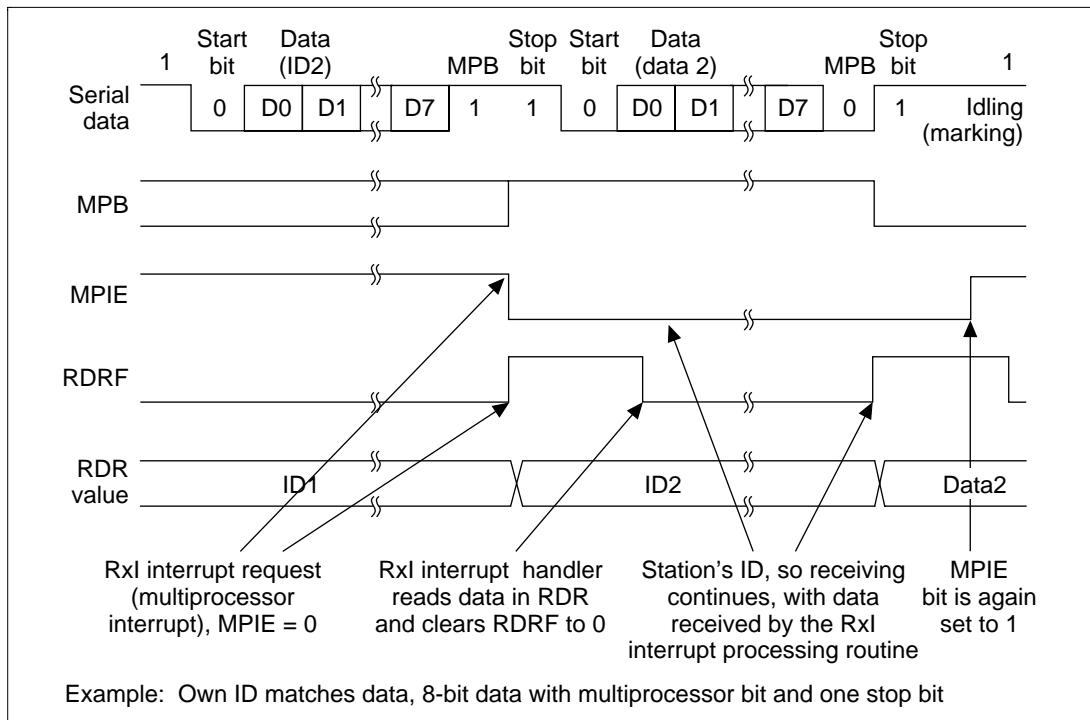 Start Data Stop Start Data Stop
1 bit (ID2) MPB bit bit (data 2) MPB bit 1
Serial data
0 D0 D1 D7 1 1 0 D0 D1 D7 0 1 Idling (marking)
MPB
MPIE
RDRF
RDR
value
ID1 ID2 Data2
RxI interrupt request
(multiprocessor
interrupt), MPIE = 0
RxI interrupt handler
reads data in RDR
and clears RDRF to 0
Station's ID, so receiving
continues, with data
received by the RxI
interrupt processing routine
MPIE
bit is again
set to 1
Example: Own ID matches data, 8-bit data with multiprocessor bit and one stop bit